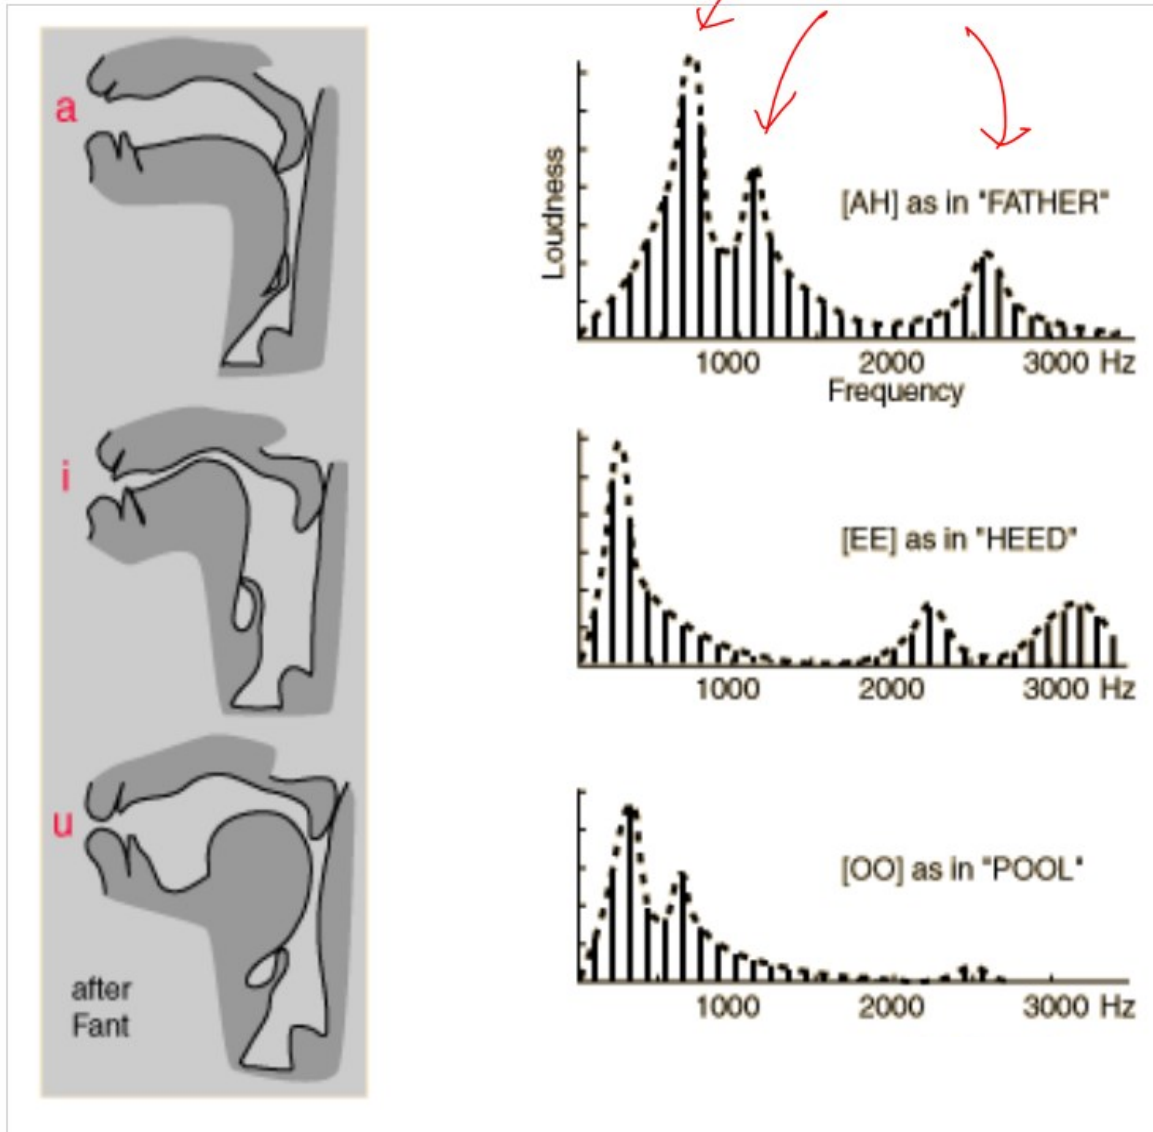 a
Loudness
[AH] as in "FATHER"
1000 2000 3000 Hz
Frequency
i
[EE] as in "HEED"
1000 2000 3000 Hz
u
[OO] as in "POOL"
after
Fant
1000 2000 3000 Hz